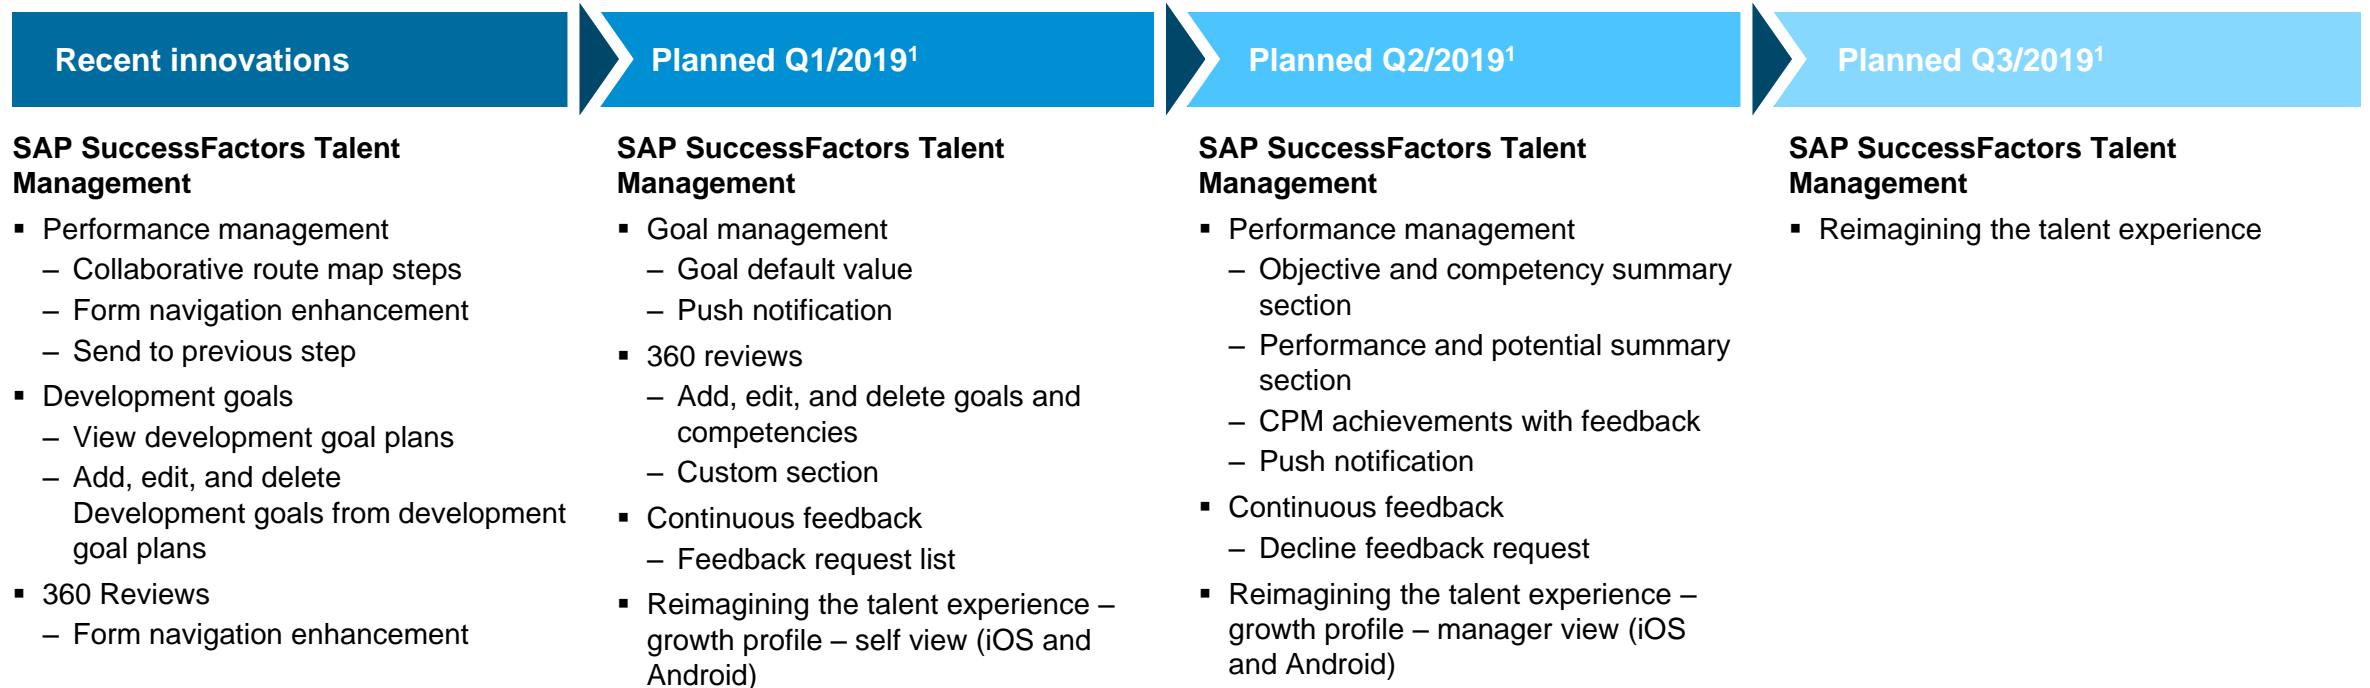 Recent innovations
Planned Q1/2019¹
Planned Q2/2019¹
Planned Q3/2019¹
SAP SuccessFactors Talent
Management
▪ Performance management
– Collaborative route map steps
– Form navigation enhancement
– Send to previous step
▪ Development goals
– View development goal plans
– Add, edit, and delete
Development goals from development
goal plans
▪ 360 Reviews
– Form navigation enhancement
SAP SuccessFactors Talent
Management
▪ Goal management
– Goal default value
– Push notification
▪ 360 reviews
– Add, edit, and delete goals and
competencies
– Custom section
▪ Continuous feedback
– Feedback request list
▪ Reimagining the talent experience –
growth profile – self view (iOS and
Android)
SAP SuccessFactors Talent
Management
▪ Performance management
– Objective and competency summary
section
– Performance and potential summary
section
– CPM achievements with feedback
– Push notification
▪ Continuous feedback
– Decline feedback request
▪ Reimagining the talent experience –
growth profile – manager view (iOS
and Android)
SAP SuccessFactors Talent
Management
▪ Reimagining the talent experience